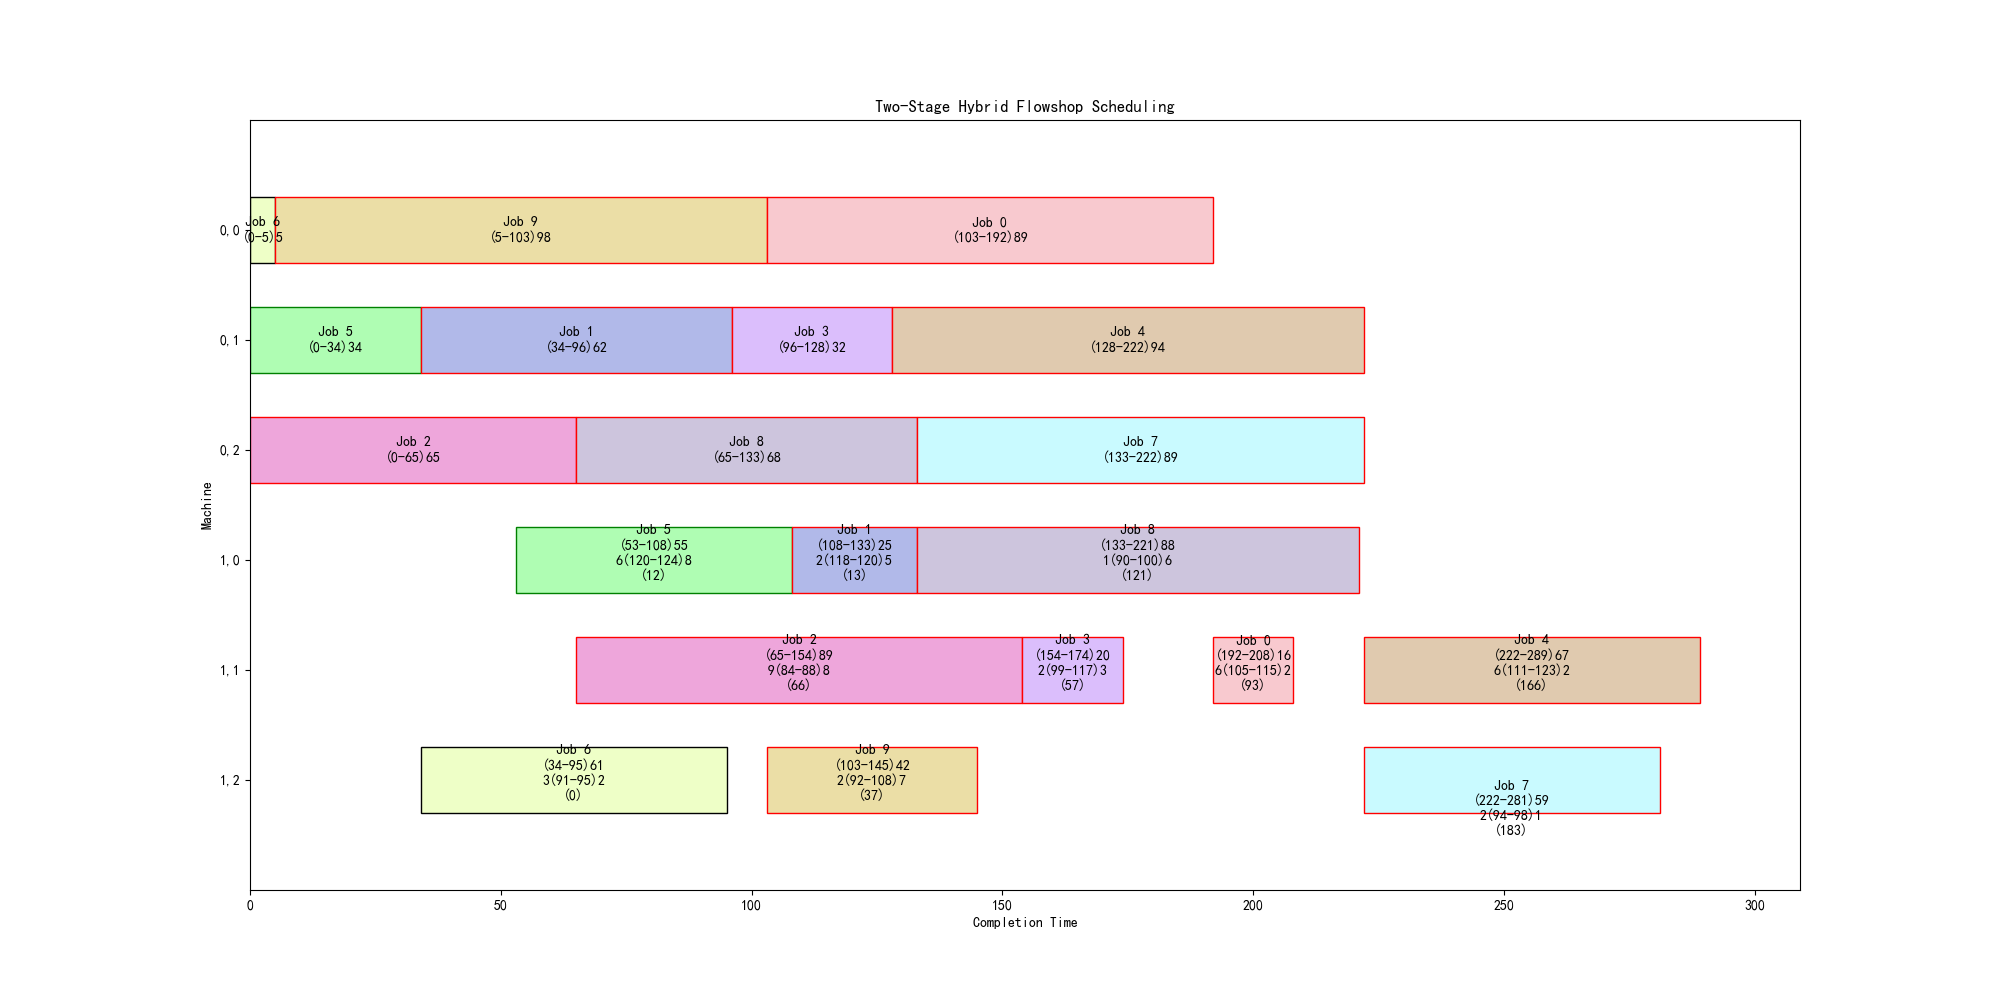 Two-Stage Hybrid Flowshop Scheduling
Machine
0,0
Job 6
(0-5)5
Job 9
(5-103)98
Job 0
(103-192)89
0,1
Job 5
(0-34)34
Job 1
(34-96)62
Job 3
(96-128)32
Job 4
(128-222)94
0,2
Job 2
(0-65)65
Job 8
(65-133)68
Job 7
(133-222)89
1,0
Job 5
(53-108)55
6(120-124)8
(12)
Job 1
(108-133)25
2(118-120)5
(13)
Job 8
(133-221)88
1(90-100)6
(121)
1,1
Job 2
(65-154)89
9(84-88)8
(66)
Job 3
(154-174)20
2(99-117)3
(57)
Job 0
(192-208)16
6(105-115)2
(93)
Job 4
(222-289)67
6(111-123)2
(166)
1,2
Job 6
(34-95)61
3(91-95)2
(0)
Job 9
(103-145)42
2(92-108)7
(37)
Job 7
(222-281)59
2(94-98)1
(183)
0
50
100
150
200
250
300
Completion Time